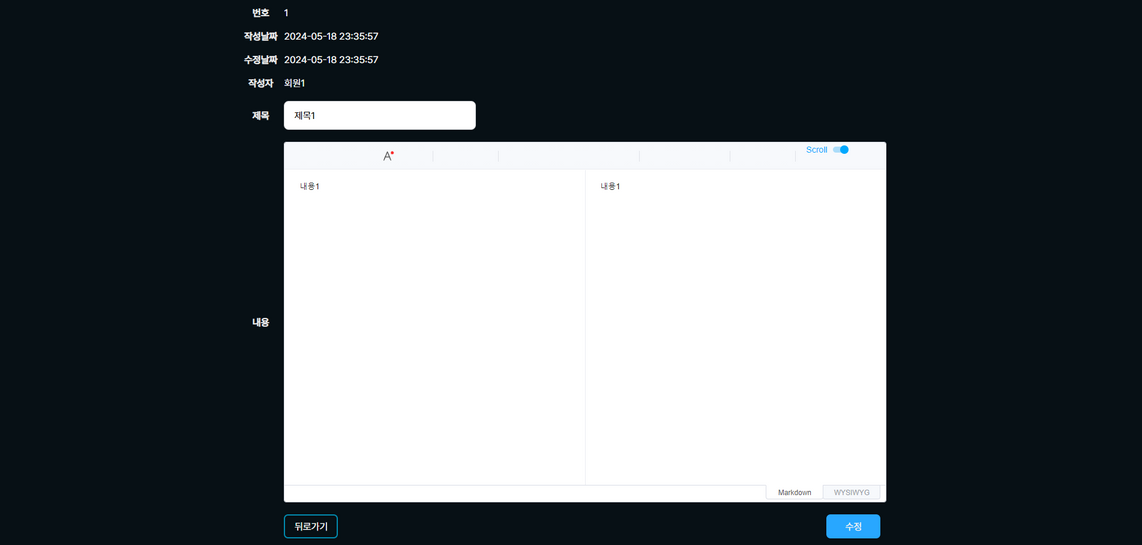 번호 1
작성날짜 2024-05-18 23:35:57
수정날짜 2024-05-18 23:35:57
작성자 회원1
제목 제목1
A
Scroll
내용1 내용1
내용
Markdown WYSIWYG
뒤로가기 수정